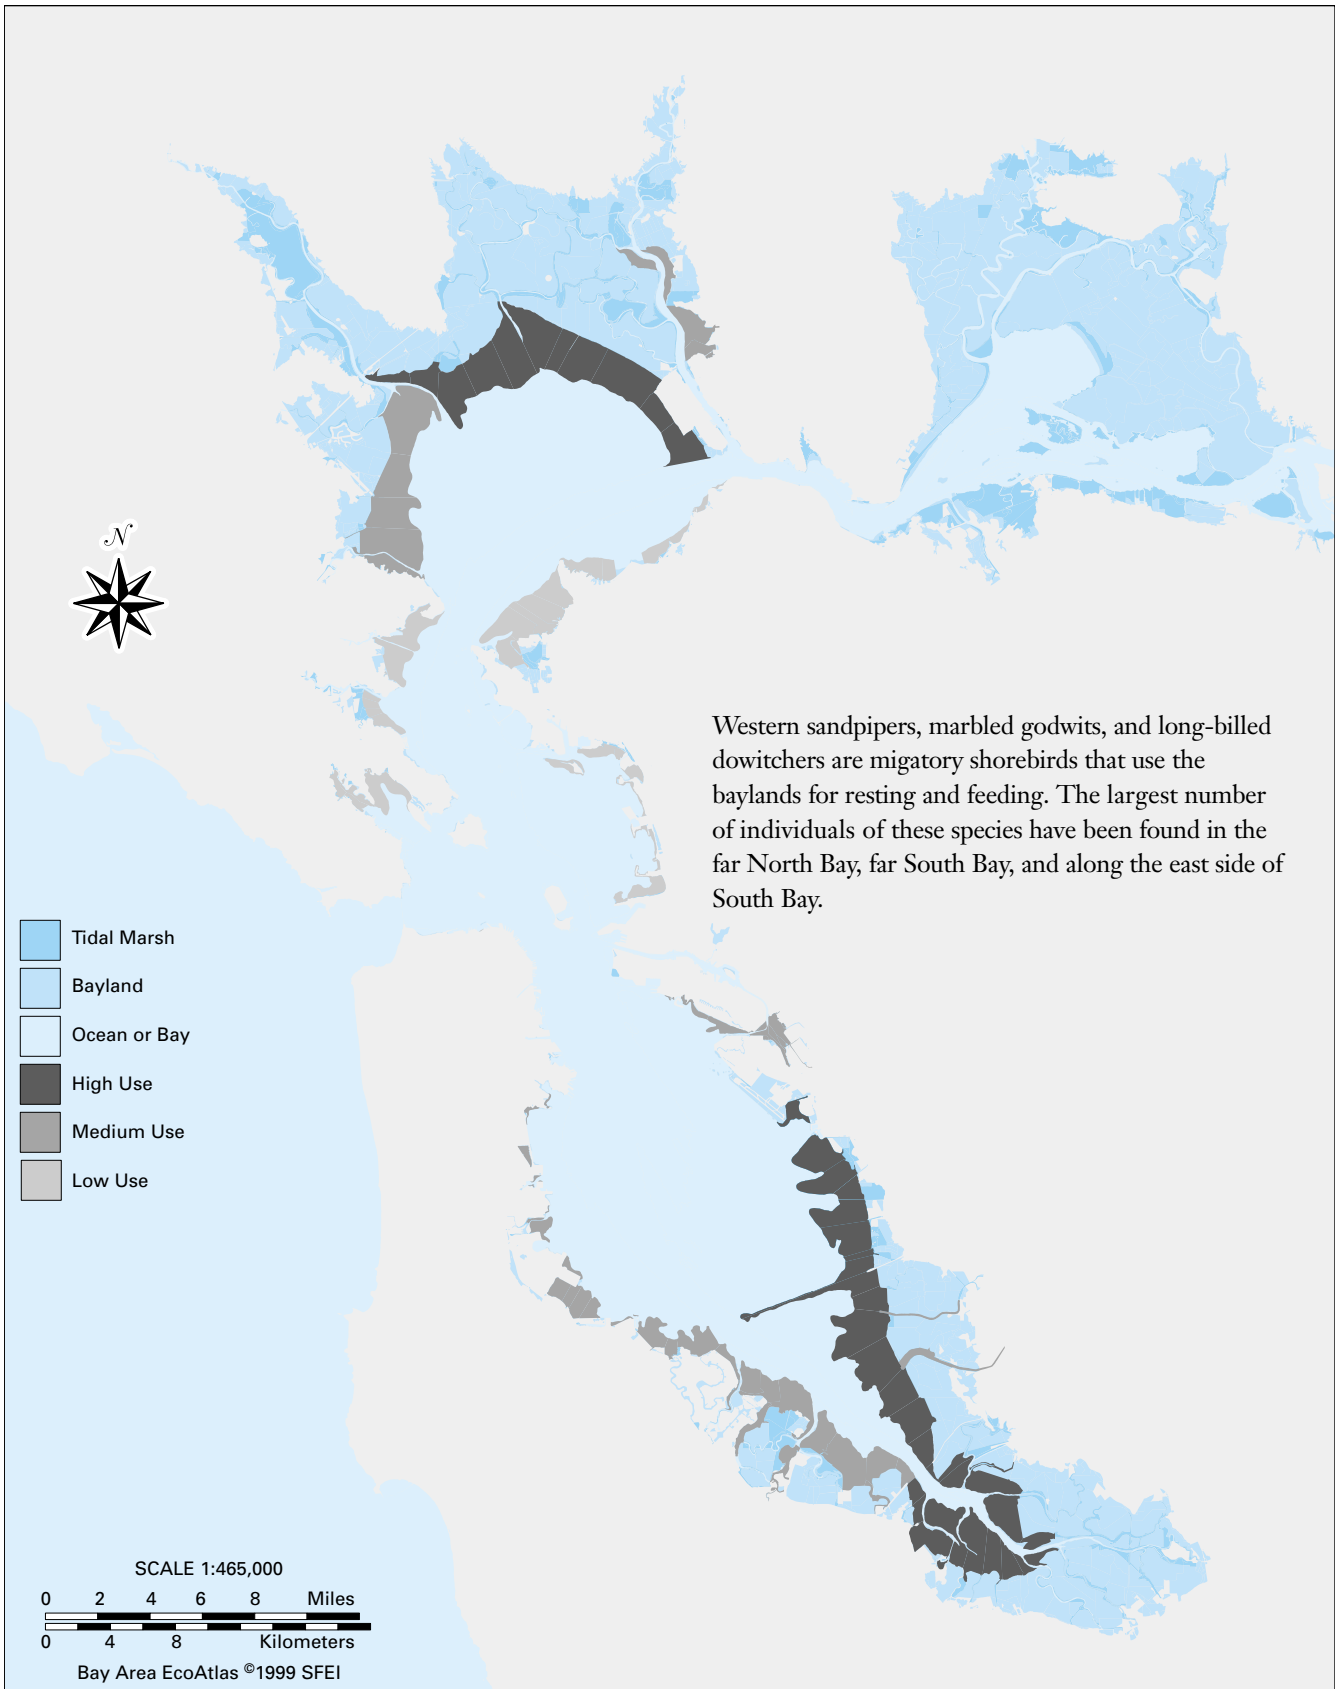 N
Western sandpipers, marbled godwits, and long-billed
dowitchers are migatory shorebirds that use the
baylands for resting and feeding. The largest number
of individuals of these species have been found in the
far North Bay, far South Bay, and along the east side of
South Bay.
Tidal Marsh
Bayland
Ocean or Bay
High Use
Medium Use
Low Use
SCALE 1:465,000
0 2 4 6 8 Miles
0 4 8 Kilometers
Bay Area EcoAtlas ©1999 SFEI